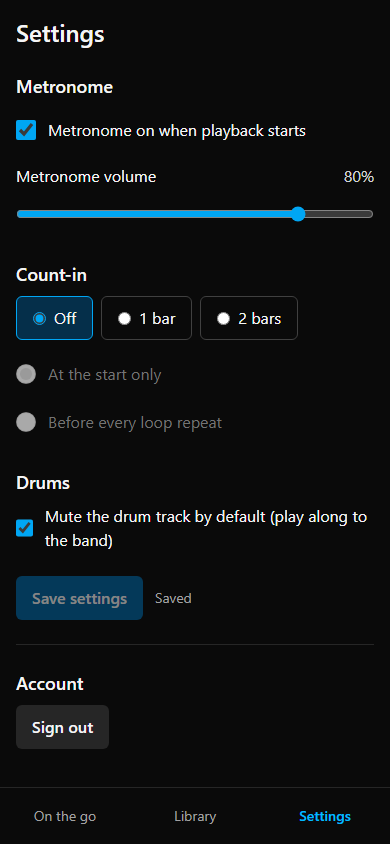 Settings
Metronome
Metronome on when playback starts
Metronome volume 80%
Count-in
Off 1 bar 2 bars
At the start only
Before every loop repeat
Drums
Mute the drum track by default (play along to
the band)
Save settings Saved
Account
Sign out
On the go Library Settings